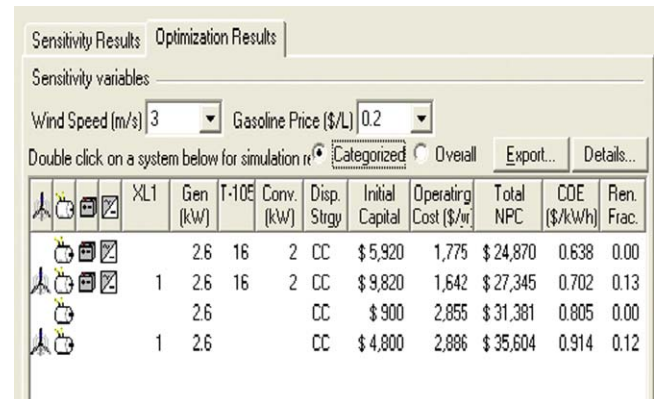 Sensitivity Results Optimization Results
Sensitivity variables
Wind Speed (m/s) 3 Gasoline Price ($/L) 0.2
Double click on a system below for simulation re Categorized Overall Export... Details...
XL1 Gen (kW) T-105 Conv. (kW) Disp. Strgy Initial Capital Operating Cost ($/yr) Total NPC COE ($/kWh) Ren. Frac.
2.6 16 2 CC $ 5,920 1,775 $ 24,870 0.638 0.00
1 2.6 16 2 CC $ 9,820 1,642 $ 27,345 0.702 0.13
2.6 CC $ 900 2,855 $ 31,381 0.805 0.00
1 2.6 CC $ 4,800 2,886 $ 35,604 0.914 0.12